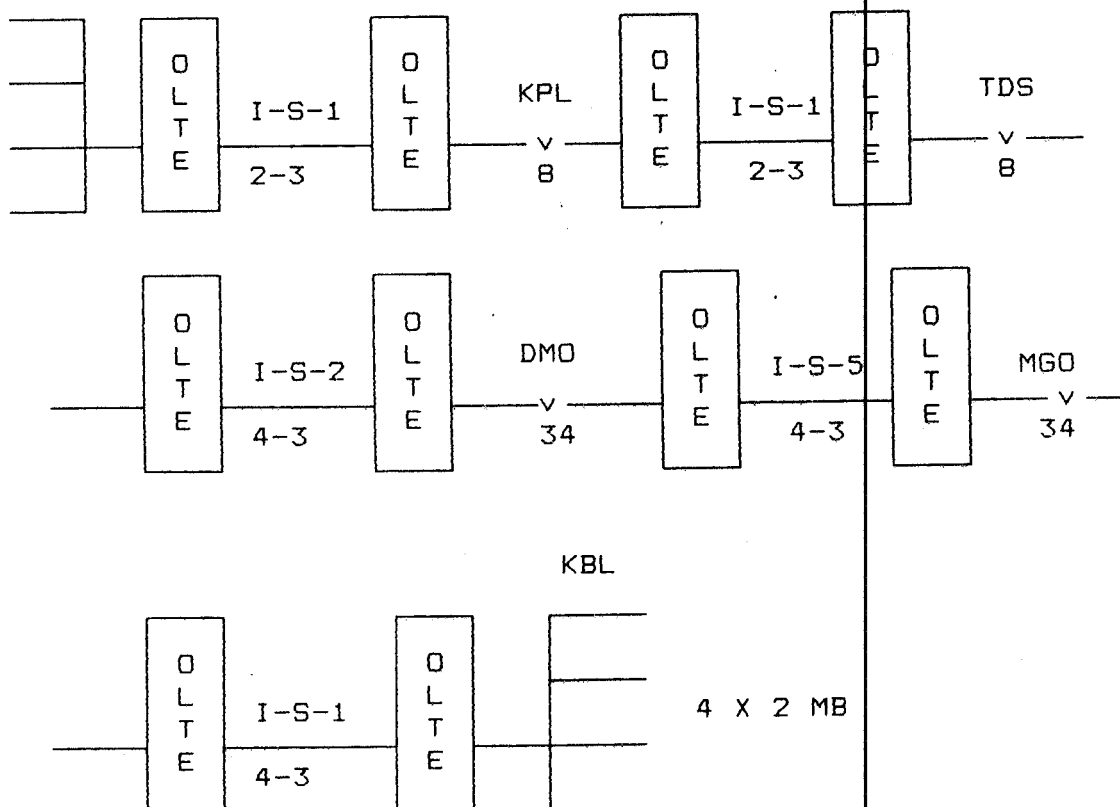 OLTE
I-S-1
2-3
OLTE
KPL
V
8
OLTE
I-S-1
2-3
OLTE
TDS
V
8
OLTE
I-S-2
4-3
OLTE
DMO
V
34
OLTE
I-S-5
4-3
OLTE
MGO
V
34
OLTE
I-S-1
4-3
OLTE
KBL
4 X 2 MB